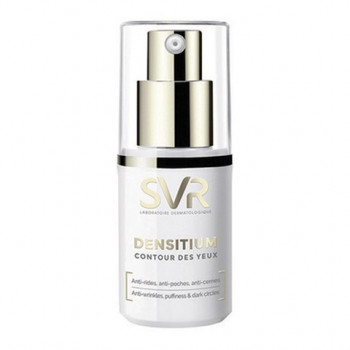 SVR
LABORATOIRE DERMATOLOGIQUE
DENSITIUM
CONTOUR DES YEUX
Anti-rides, anti-poches, anti-cernes
Anti-wrinkles, puffiness & dark circles